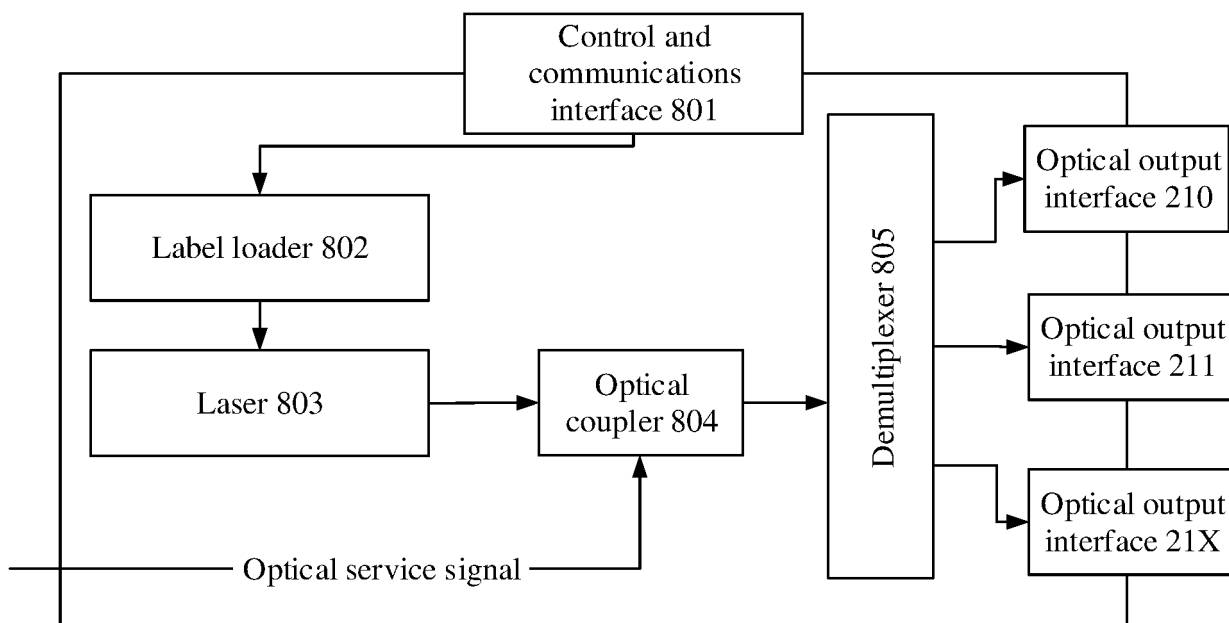 Control and
communications
interface 801
Label loader 802
Laser 803
Optical
coupler 804
Demultiplexer 805
Optical output
interface 210
Optical output
interface 211
Optical output
interface 21X
Optical service signal